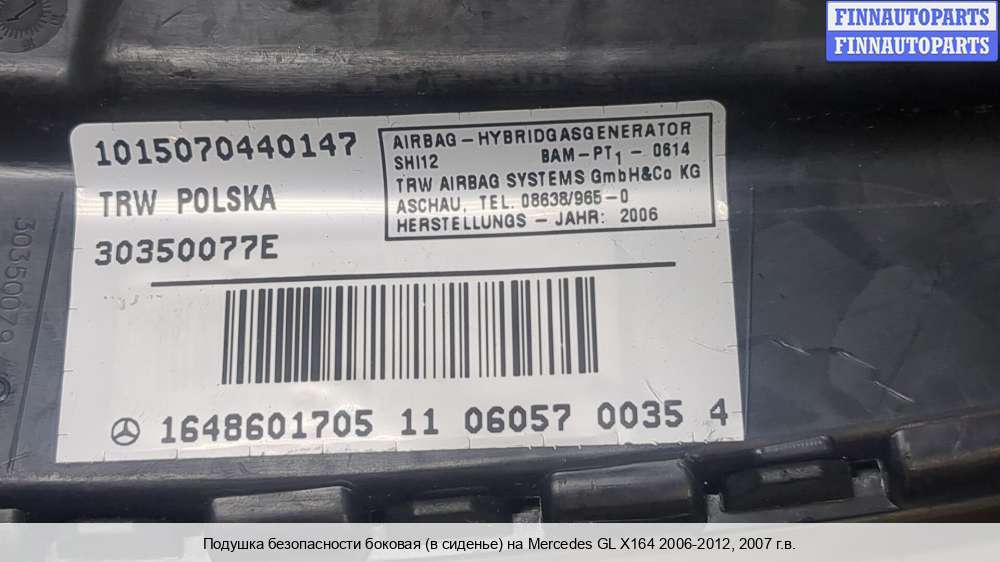 FINNAUTOPARTS
FINNAUTOPARTS
1015070440147
TRW POLSKA
30350077E
AIRBAG-HYBRIDGASGENERATOR
SHI12 BAM-PT1-0614
TRW AIRBAG SYSTEMS GmbH&Co KG
ASCHAU, TEL. 08638/965-0
HERSTELLUNGS - JAHR: 2006
30350079
1648601705 11 06057 0035 4
Подушка безопасности боковая (в сиденье) на Mercedes GL X164 2006-2012, 2007 г.в.